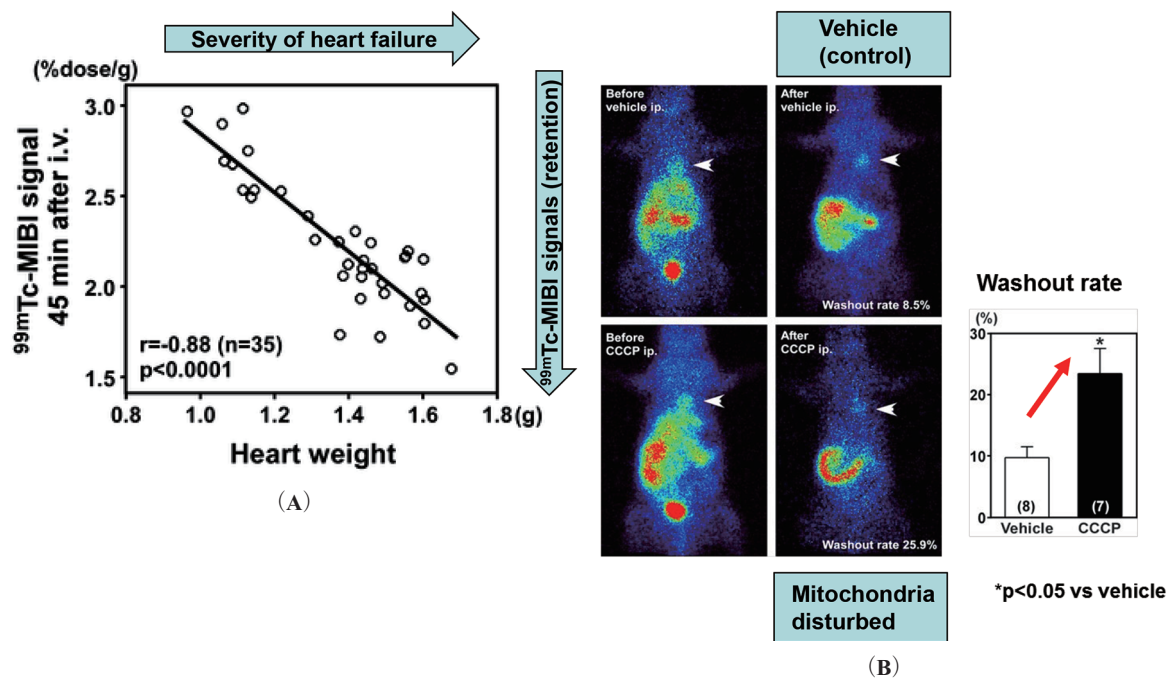 Severity of heart failure
(%dose/g)
99mTc-MIBI signal
45 min after i.v.
3.0
2.5
2.0
1.5
r=-0.88 (n=35)
p<0.0001
0.8
1.0
1.2
1.4
1.6
1.8
(g)
Heart weight
(A)
99mTc-MIBI signals (retention)
Vehicle
(control)
Before
vehicle ip.
After
vehicle ip.
Washout rate 8.5%
Before
CCCP ip.
After
CCCP ip.
Washout rate 25.9%
Mitochondria
disturbed
Washout rate
(%)
30
20
10
0
*
(8)
(7)
Vehicle
CCCP
*p<0.05 vs vehicle
(B)